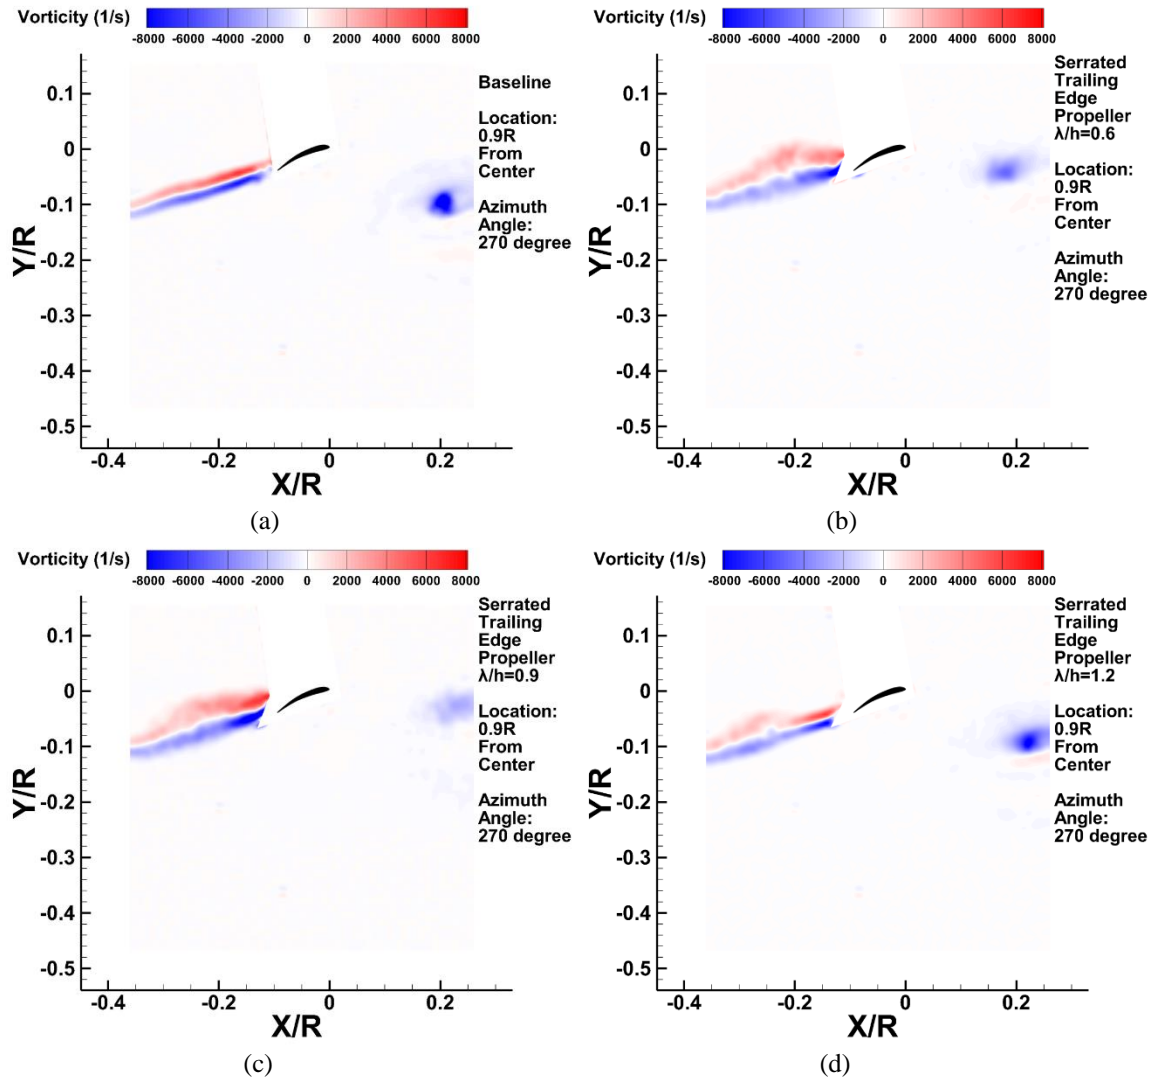 Vorticity (1/s)
-8000 -6000 -4000 -2000 0 2000 4000 6000 8000
0.1
0
-0.1
-0.2
-0.3
-0.4
-0.5
Y/R
-0.4 -0.2 0 0.2
X/R
Baseline
Location:
0.9R
From
Center
Azimuth
Angle:
270 degree
(a)
Vorticity (1/s)
-8000 -6000 -4000 -2000 0 2000 4000 6000 8000
0.1
0
-0.1
-0.2
-0.3
-0.4
-0.5
Y/R
-0.4 -0.2 0 0.2
X/R
Serrated
Trailing
Edge
Propeller
λ/h=0.6
Location:
0.9R
From
Center
Azimuth
Angle:
270 degree
(b)
Vorticity (1/s)
-8000 -6000 -4000 -2000 0 2000 4000 6000 8000
0.1
0
-0.1
-0.2
-0.3
-0.4
-0.5
Y/R
-0.4 -0.2 0 0.2
X/R
Serrated
Trailing
Edge
Propeller
λ/h=0.9
Location:
0.9R
From
Center
Azimuth
Angle:
270 degree
(c)
Vorticity (1/s)
-8000 -6000 -4000 -2000 0 2000 4000 6000 8000
0.1
0
-0.1
-0.2
-0.3
-0.4
-0.5
Y/R
-0.4 -0.2 0 0.2
X/R
Serrated
Trailing
Edge
Propeller
λ/h=1.2
Location:
0.9R
From
Center
Azimuth
Angle:
270 degree
(d)